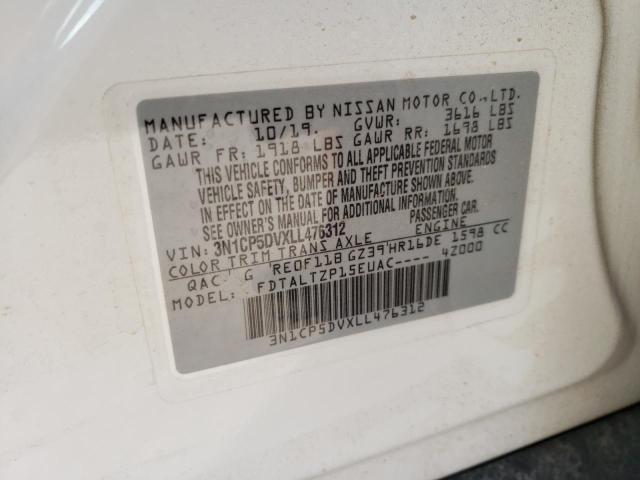 MANUFACTURED BY NISSAN MOTOR CO.,LTD.
DATE: 10/19. GVWR: 3616 LBS
GAWR FR: 1918 LBS GAWR RR: 1698 LBS
THIS VEHICLE CONFORMS TO ALL APPLICABLE FEDERAL MOTOR
VEHICLE SAFETY, BUMPER AND THEFT PREVENTION STANDARDS
IN EFFECT ON THE DATE OF MANUFACTURE SHOWN ABOVE.
SEE OWNER'S MANUAL FOR ADDITIONAL INFORMATION.
VIN: 3N1CP5DVXLL476312 PASSENGER CAR.
COLOR TRIM TRANS AXLE ENGINE
QAC G RE0F11B GZ39 HR16DE 1598 CC
MODEL: FDTALTZP15EUAC---- 42000
3N1CP5DVXLL476312